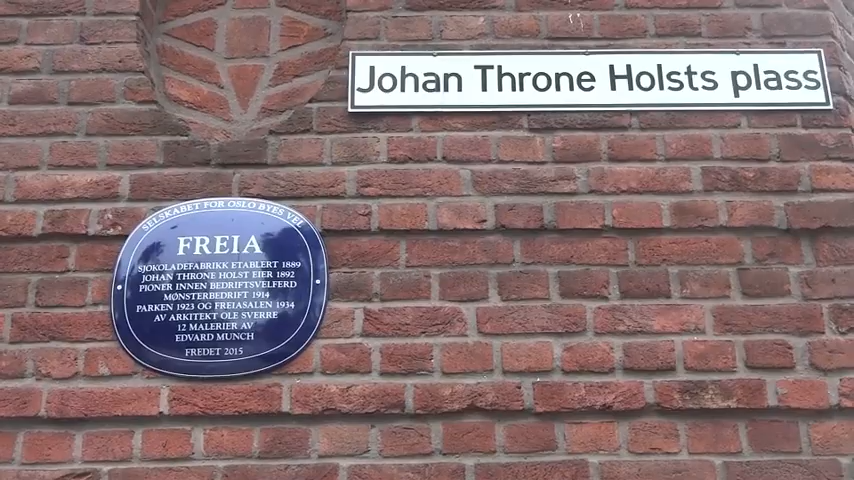 Johan Throne Holsts plass
SELSKABET FOR OSLO BYES VEL
FREIA
SJOKOLADEFABRIKK ETABLERT 1889
JOHAN THRONE HOLST EIER 1892
PIONER INNEN BEDRIFTSVELFERD
MØNSTERBEDRIFT 1914
PARKEN 1923 OG FREIASALEN 1934
AV ARKITEKT OLE SVERRE
12 MALERIER AV
EDVARD MUNCH
FREDET 2015